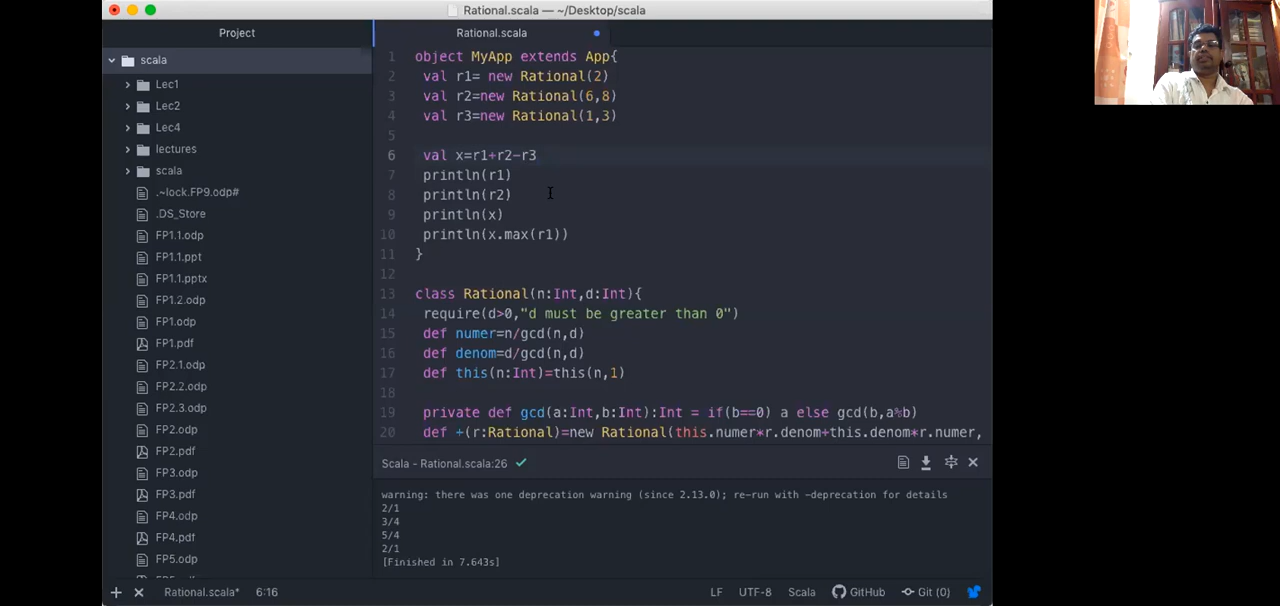 Rational.scala — ~/Desktop/scala
Project
Rational.scala
scala
Lec1
Lec2
Lec4
lectures
scala
.~lock.FP9.odp#
.DS_Store
FP1.1.odp
FP1.1.ppt
FP1.1.pptx
FP1.2.odp
FP1.odp
FP1.pdf
FP2.1.odp
FP2.2.odp
FP2.3.odp
FP2.odp
FP2.pdf
FP3.odp
FP3.pdf
FP4.odp
FP4.pdf
FP5.odp
1 object MyApp extends App{
2 val r1= new Rational(2)
3 val r2=new Rational(6,8)
4 val r3=new Rational(1,3)
5
6 val x=r1+r2-r3
7 println(r1)
8 println(r2)
9 println(x)
10 println(x.max(r1))
11 }
12
13 class Rational(n:Int,d:Int){
14 require(d>0,"d must be greater than 0")
15 def numer=n/gcd(n,d)
16 def denom=d/gcd(n,d)
17 def this(n:Int)=this(n,1)
18
19 private def gcd(a:Int,b:Int):Int = if(b==0) a else gcd(b,a%b)
20 def +(r:Rational)=new Rational(this.numer*r.denom+this.denom*r.numer,
Scala - Rational.scala:26
warning: there was one deprecation warning (since 2.13.0); re-run with -deprecation for details
2/1
3/4
5/4
2/1
[Finished in 7.643s]
Rational.scala* 6:16 LF UTF-8 Scala GitHub Git (0)